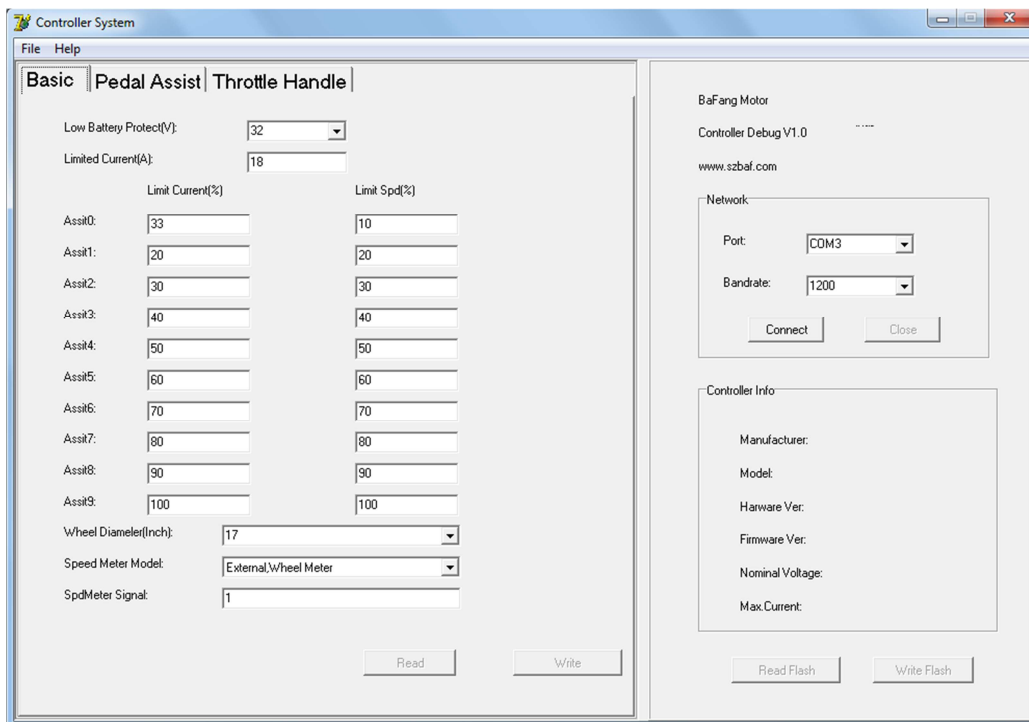 Controller System
File Help
Basic Pedal Assist Throttle Handle
Low Battery Protect(V): 32
Limited Current(A): 18
Limit Current(%) Limit Spd(%)
Assit0: 33 10
Assit1: 20 20
Assit2: 30 30
Assit3: 40 40
Assit4: 50 50
Assit5: 60 60
Assit6: 70 70
Assit7: 80 80
Assit8: 90 90
Assit9: 100 100
Wheel Diameler(Inch): 17
Speed Meter Model: External,Wheel Meter
SpdMeter Signal: 1
Read Write
BaFang Motor
Controller Debug V1.0
www.szbaf.com
Network
Port: COM3
Bandrate: 1200
Connect Close
Controller Info
Manufacturer:
Model:
Harware Ver:
Firmware Ver:
Nominal Voltage:
Max.Current:
Read Flash Write Flash